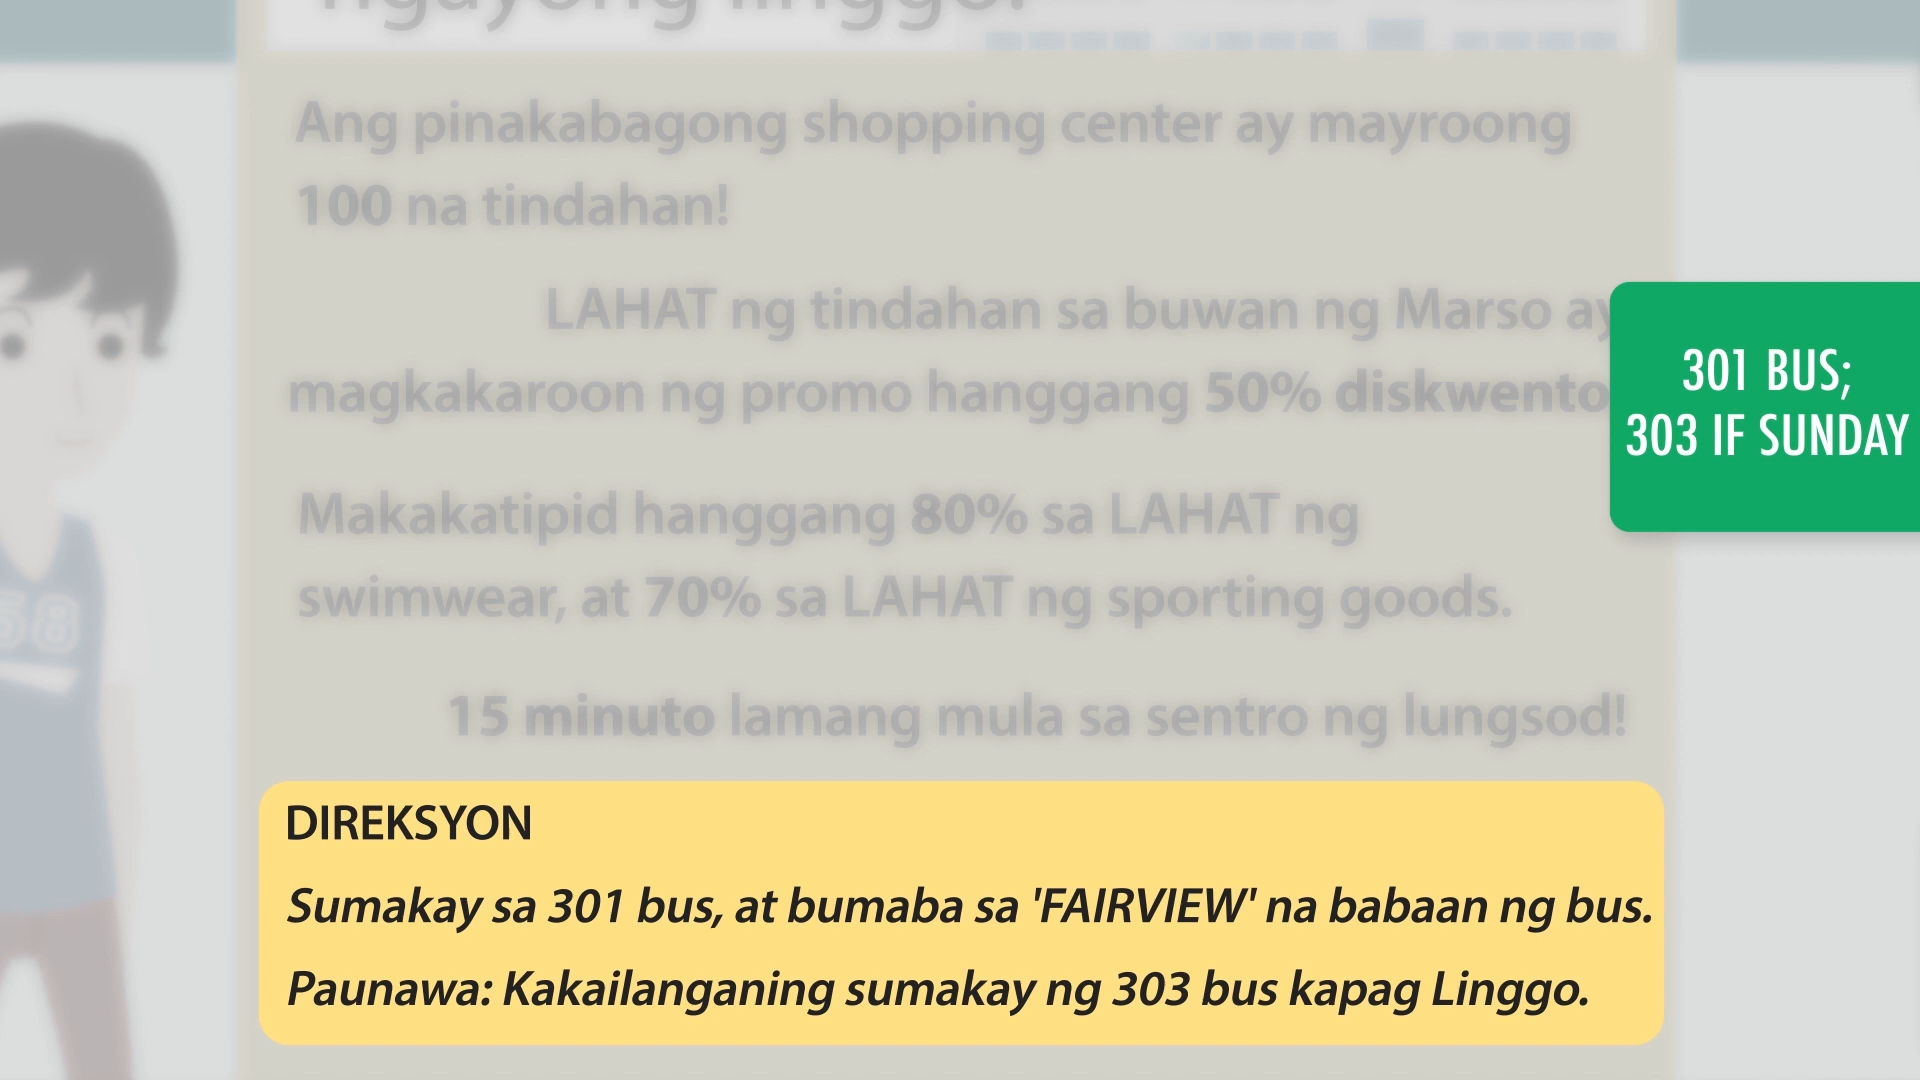 ngayong linggo!
Ang pinakabagong shopping center ay mayroong
100 na tindahan!
LAHAT ng tindahan sa buwan ng Marso ay
magkakaroon ng promo hanggang 50% diskwento
301 BUS;
303 IF SUNDAY
Makakatipid hanggang 80% sa LAHAT ng
swimwear, at 70% sa LAHAT ng sporting goods.
58
15 minuto lamang mula sa sentro ng lungsod!
DIREKSYON
Sumakay sa 301 bus, at bumaba sa 'FAIRVIEW' na babaan ng bus.
Paunawa: Kakailanganing sumakay ng 303 bus kapag Linggo.